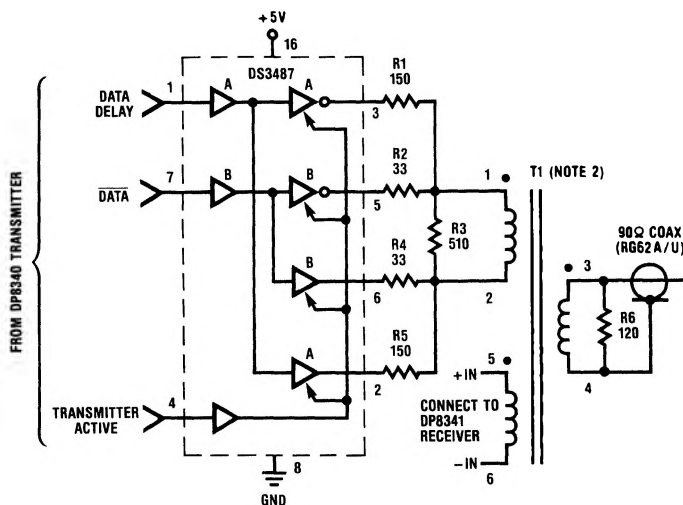 +5V
16
DS3487
DATA
DELAY
1
A
A
3
R1
150
DATA
7
B
B
5
R2
33
1
T1 (NOTE 2)
R3
510
90Ω COAX
(RG62A/U)
3
B
6
R4
33
2
R6
120
FROM DP8340 TRANSMITTER
A
2
R5
150
5
+IN
4
CONNECT TO
DP8341
RECEIVER
TRANSMITTER
ACTIVE
4
-IN
6
8
GND